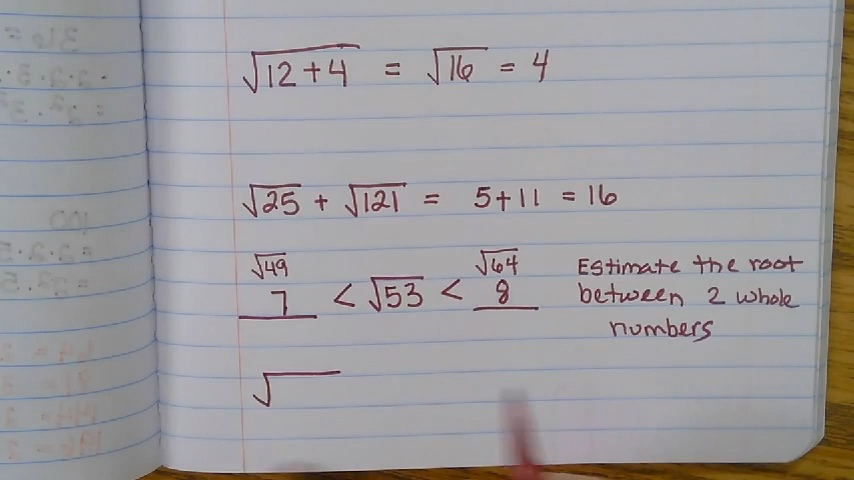 √12+4 = √16 = 4
√25 + √121 = 5+11 = 16
√49 √64
7 < √53 < 8
Estimate the root
between 2 whole
numbers
√